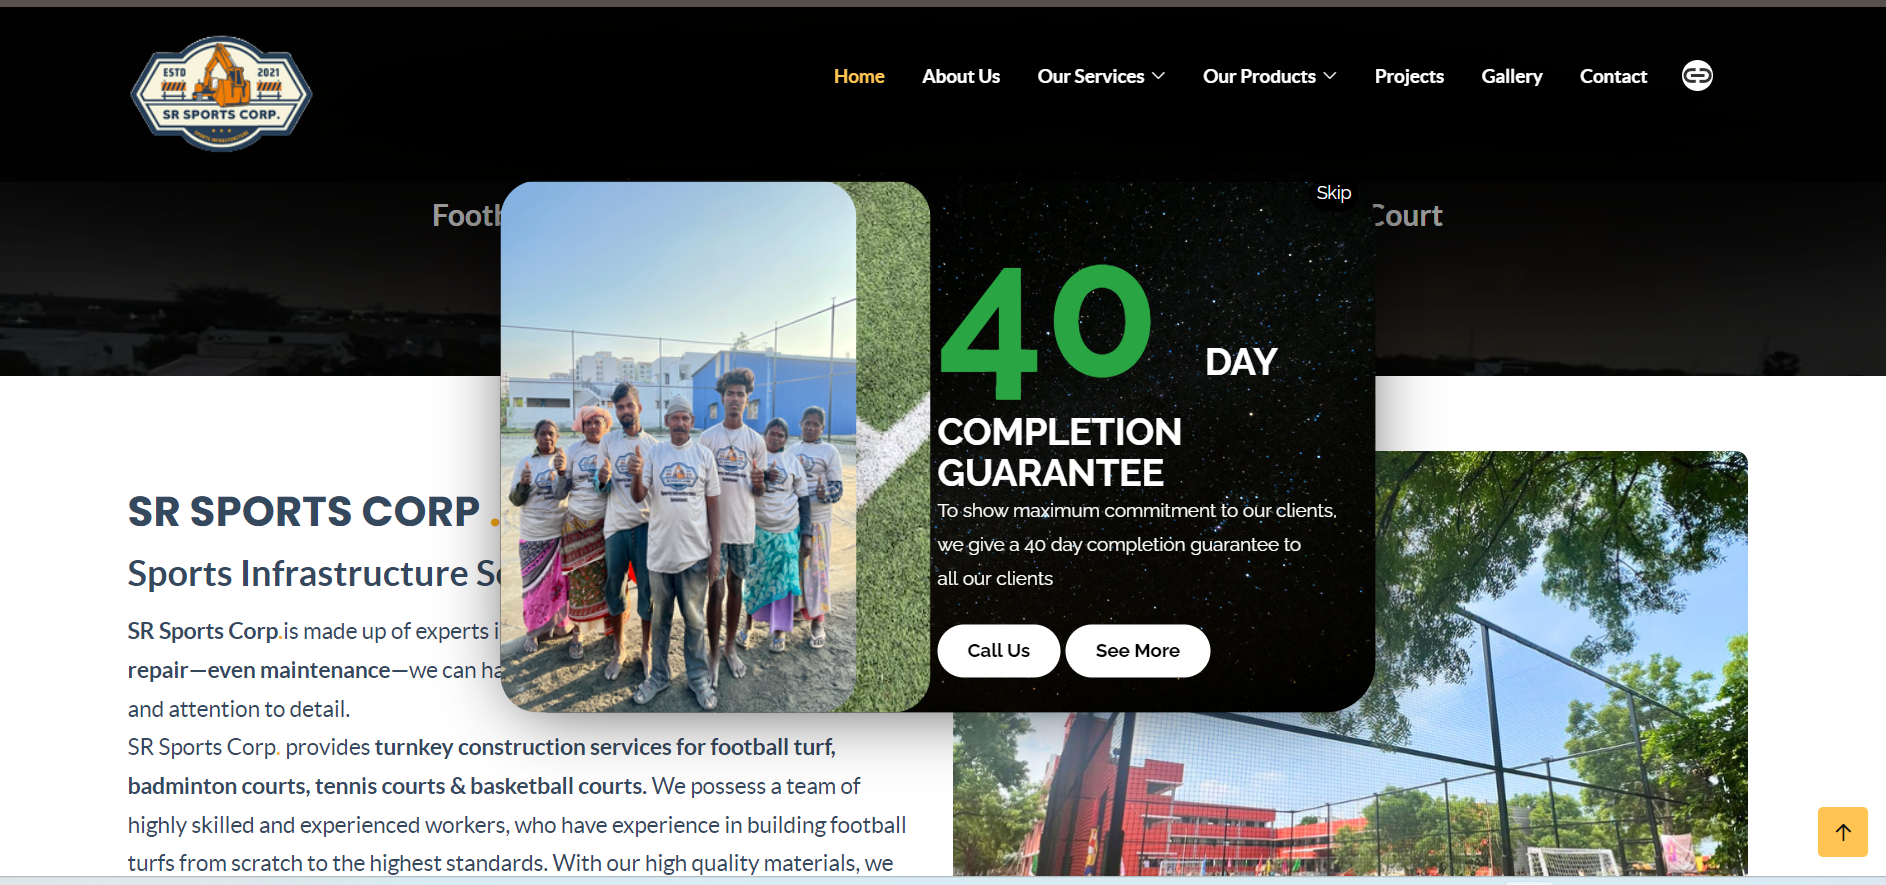 ESTD 2021
SR SPORTS CORP.
Home About Us Our Services Our Products Projects Gallery Contact
Skip
Court
40 DAY
COMPLETION
GUARANTEE
To show maximum commitment to our clients,
we give a 40 day completion guarantee to
all our clients
Call Us See More
SR SPORTS CORP .
Sports Infrastructure
SR Sports Corp.is made up of experts
repair—even maintenance—we can
and attention to detail.
SR Sports Corp. provides turnkey construction services for football turf,
badminton courts, tennis courts & basketball courts. We possess a team of
highly skilled and experienced workers, who have experience in building football
turfs from scratch to the highest standards. With our high quality materials, we